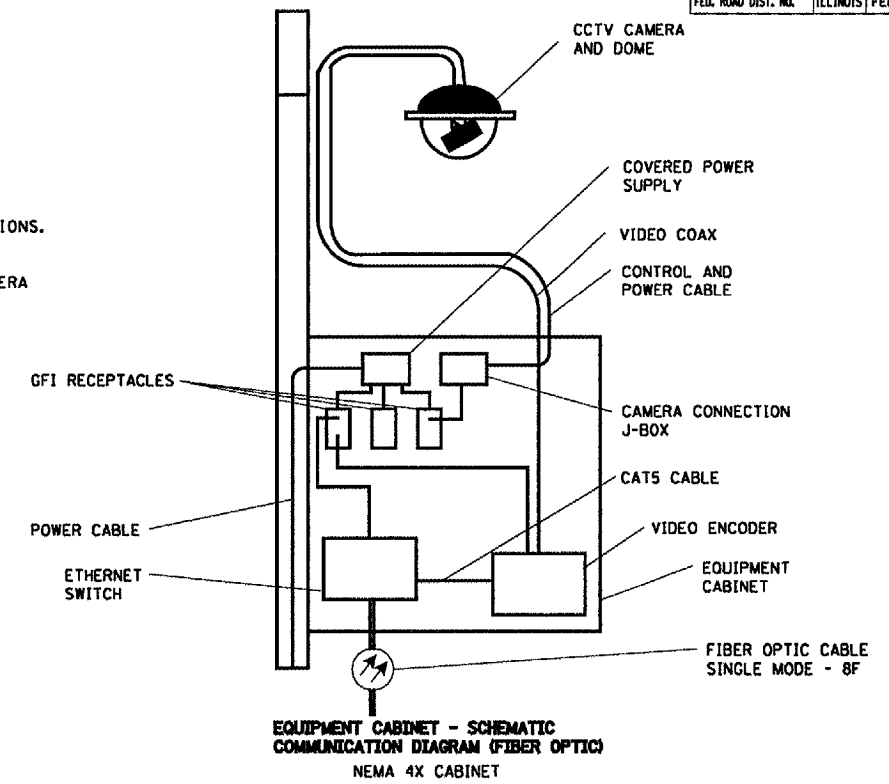 FED. ROAD DIST. NO. ILLINOIS
CCTV CAMERA
AND DOME
COVERED POWER
SUPPLY
IONS.
VIDEO COAX
ERA
CONTROL AND
POWER CABLE
GFI RECEPTACLES
CAMERA CONNECTION
J-BOX
CAT5 CABLE
POWER CABLE
VIDEO ENCODER
ETHERNET
SWITCH
EQUIPMENT
CABINET
FIBER OPTIC CABLE
SINGLE MODE - 8F
EQUIPMENT CABINET - SCHEMATIC
COMMUNICATION DIAGRAM (FIBER OPTIC)
NEMA 4X CABINET